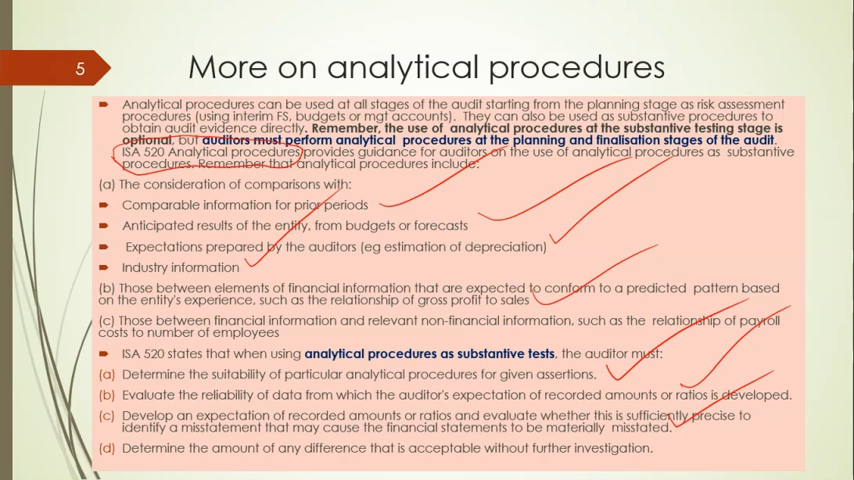 5
More on analytical procedures
Analytical procedures can be used at all stages of the audit starting from the planning stage as risk assessment
procedures (using interim FS, budgets or mgt accounts). They can also be used as substantive procedures to
obtain audit evidence directly. Remember, the use of analytical procedures at the substantive testing stage is
optional, but auditors must perform analytical procedures at the planning and finalisation stages of the audit.
ISA 520 Analytical procedures provides guidance for auditors on the use of analytical procedures as substantive
procedures. Remember that analytical procedures include:
(a) The consideration of comparisons with:
Comparable information for prior periods
Anticipated results of the entity, from budgets or forecasts
Expectations prepared by the auditors (eg estimation of depreciation)
Industry information
(b) Those between elements of financial information that are expected to conform to a predicted pattern based
on the entity's experience, such as the relationship of gross profit to sales
(c) Those between financial information and relevant non-financial information, such as the relationship of payroll
costs to number of employees
ISA 520 states that when using analytical procedures as substantive tests, the auditor must:
(a) Determine the suitability of particular analytical procedures for given assertions.
(b) Evaluate the reliability of data from which the auditor's expectation of recorded amounts or ratios is developed.
(c) Develop an expectation of recorded amounts or ratios and evaluate whether this is sufficiently precise to
identify a misstatement that may cause the financial statements to be materially misstated.
(d) Determine the amount of any difference that is acceptable without further investigation.